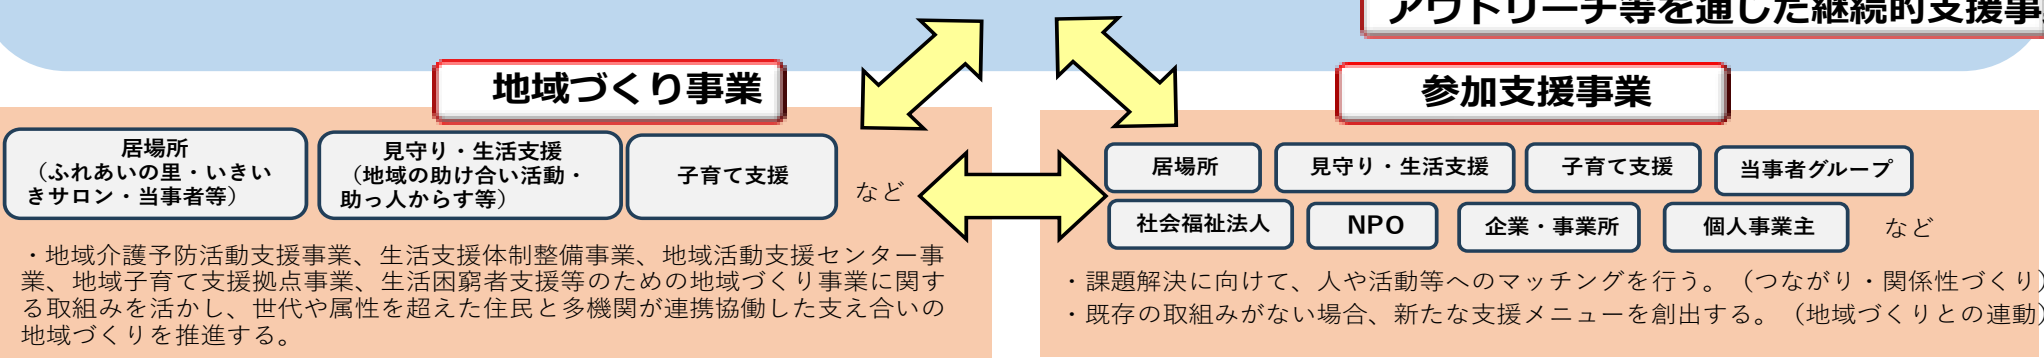 アウトリーチ等を通じた継続的支援事
地域づくり事業
居場所
（ふれあいの里・いきい
きサロン・当事者等）
見守り・生活支援
（地域の助け合い活動・
助っ人からす等）
子育て支援
など
・地域介護予防活動支援事業、生活支援体制整備事業、地域活動支援センター事
業、地域子育て支援拠点事業、生活困窮者支援等のための地域づくり事業に関す
る取組みを活かし、世代や属性を超えた住民と多機関が連携協働した支え合いの
地域づくりを推進する。
参加支援事業
居場所
見守り・生活支援
子育て支援
当事者グループ
社会福祉法人
NPO
企業・事業所
個人事業主
など
・課題解決に向けて、人や活動等へのマッチングを行う。（つながり・関係性づくり）
・既存の取組みがない場合、新たな支援メニューを創出する。（地域づくりとの連動）